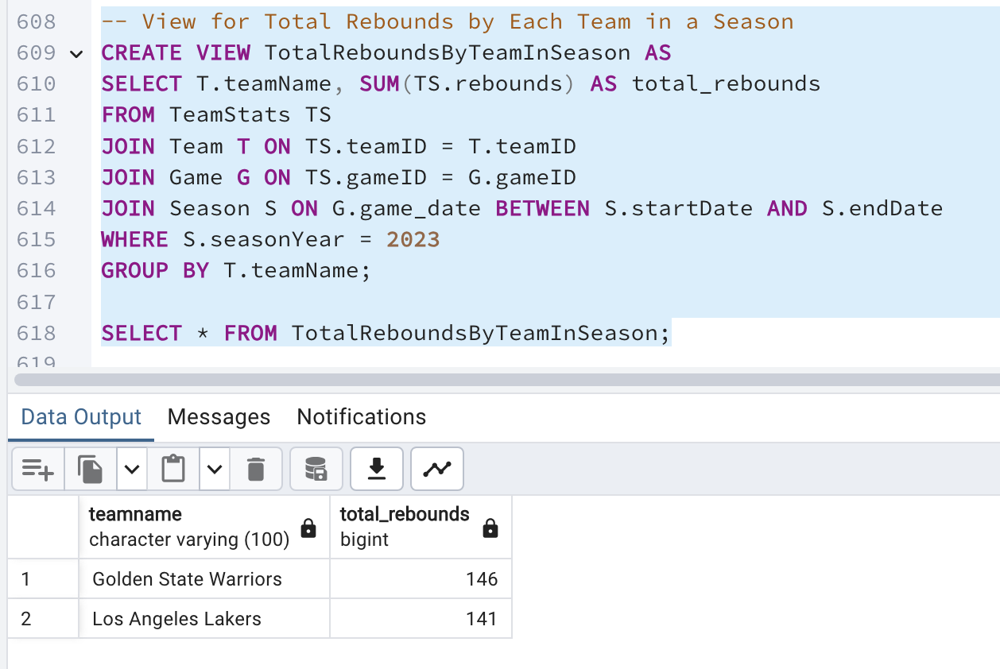 608 -- View for Total Rebounds by Each Team in a Season
609 CREATE VIEW TotalReboundsByTeamInSeason AS
610 SELECT T.teamName, SUM(TS.rebounds) AS total_rebounds
611 FROM TeamStats TS
612 JOIN Team T ON TS.teamID = T.teamID
613 JOIN Game G ON TS.gameID = G.gameID
614 JOIN Season S ON G.game_date BETWEEN S.startDate AND S.endDate
615 WHERE S.seasonYear = 2023
616 GROUP BY T.teamName;
617
618 SELECT * FROM TotalReboundsByTeamInSeason;
619
Data Output Messages Notifications
teamname total_rebounds
character varying (100) bigint
1 Golden State Warriors 146
2 Los Angeles Lakers 141